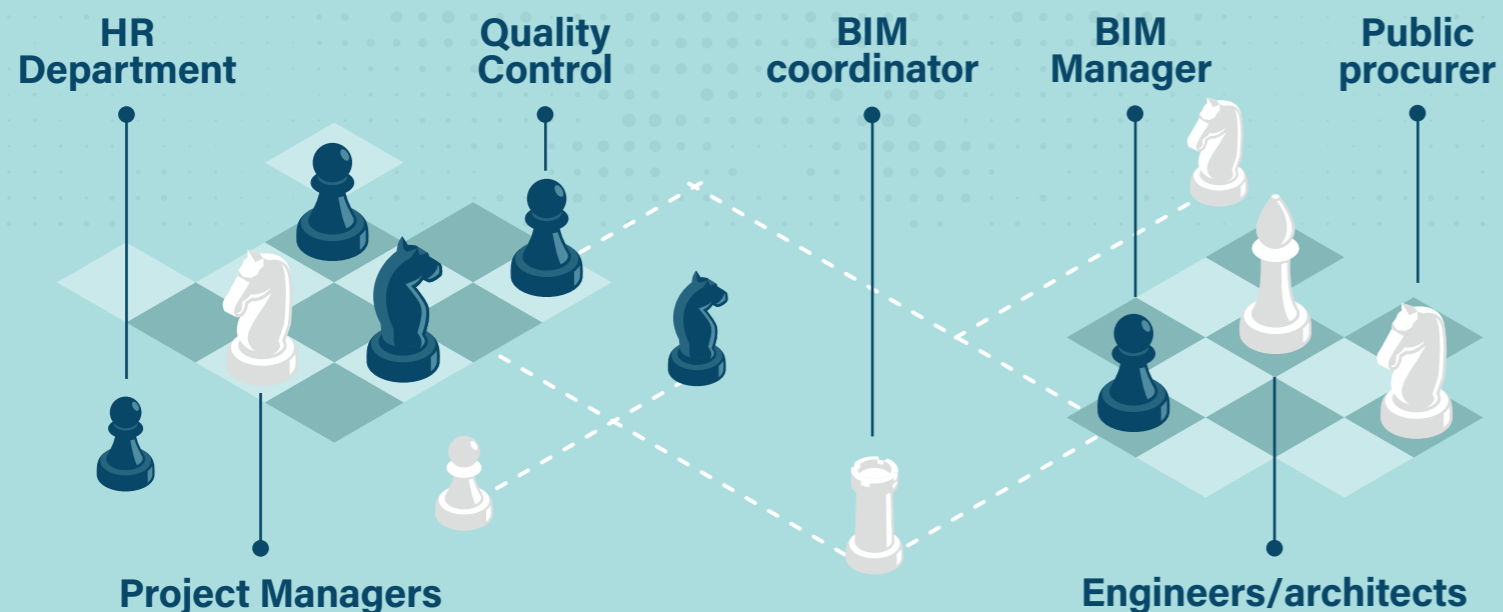 HR
Department
Quality
Control
BIM
coordinator
BIM
Manager
Public
procurer
Project Managers
Engineers/architects